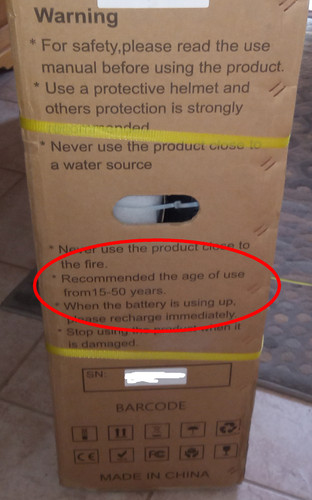 Warning
* For safety,please read the use
manual before using the product.
* Use a protective helmet and
others protection is strongly
recommended
* Never use the product close to
a water source
* Never use the product close to
the fire.
* Recommended the age of use
from15-50 years.
* When the battery is using up,
please recharge immediately.
* Stop using the product when it
is damaged.
SN:
BARCODE
CE FC
MADE IN CHINA